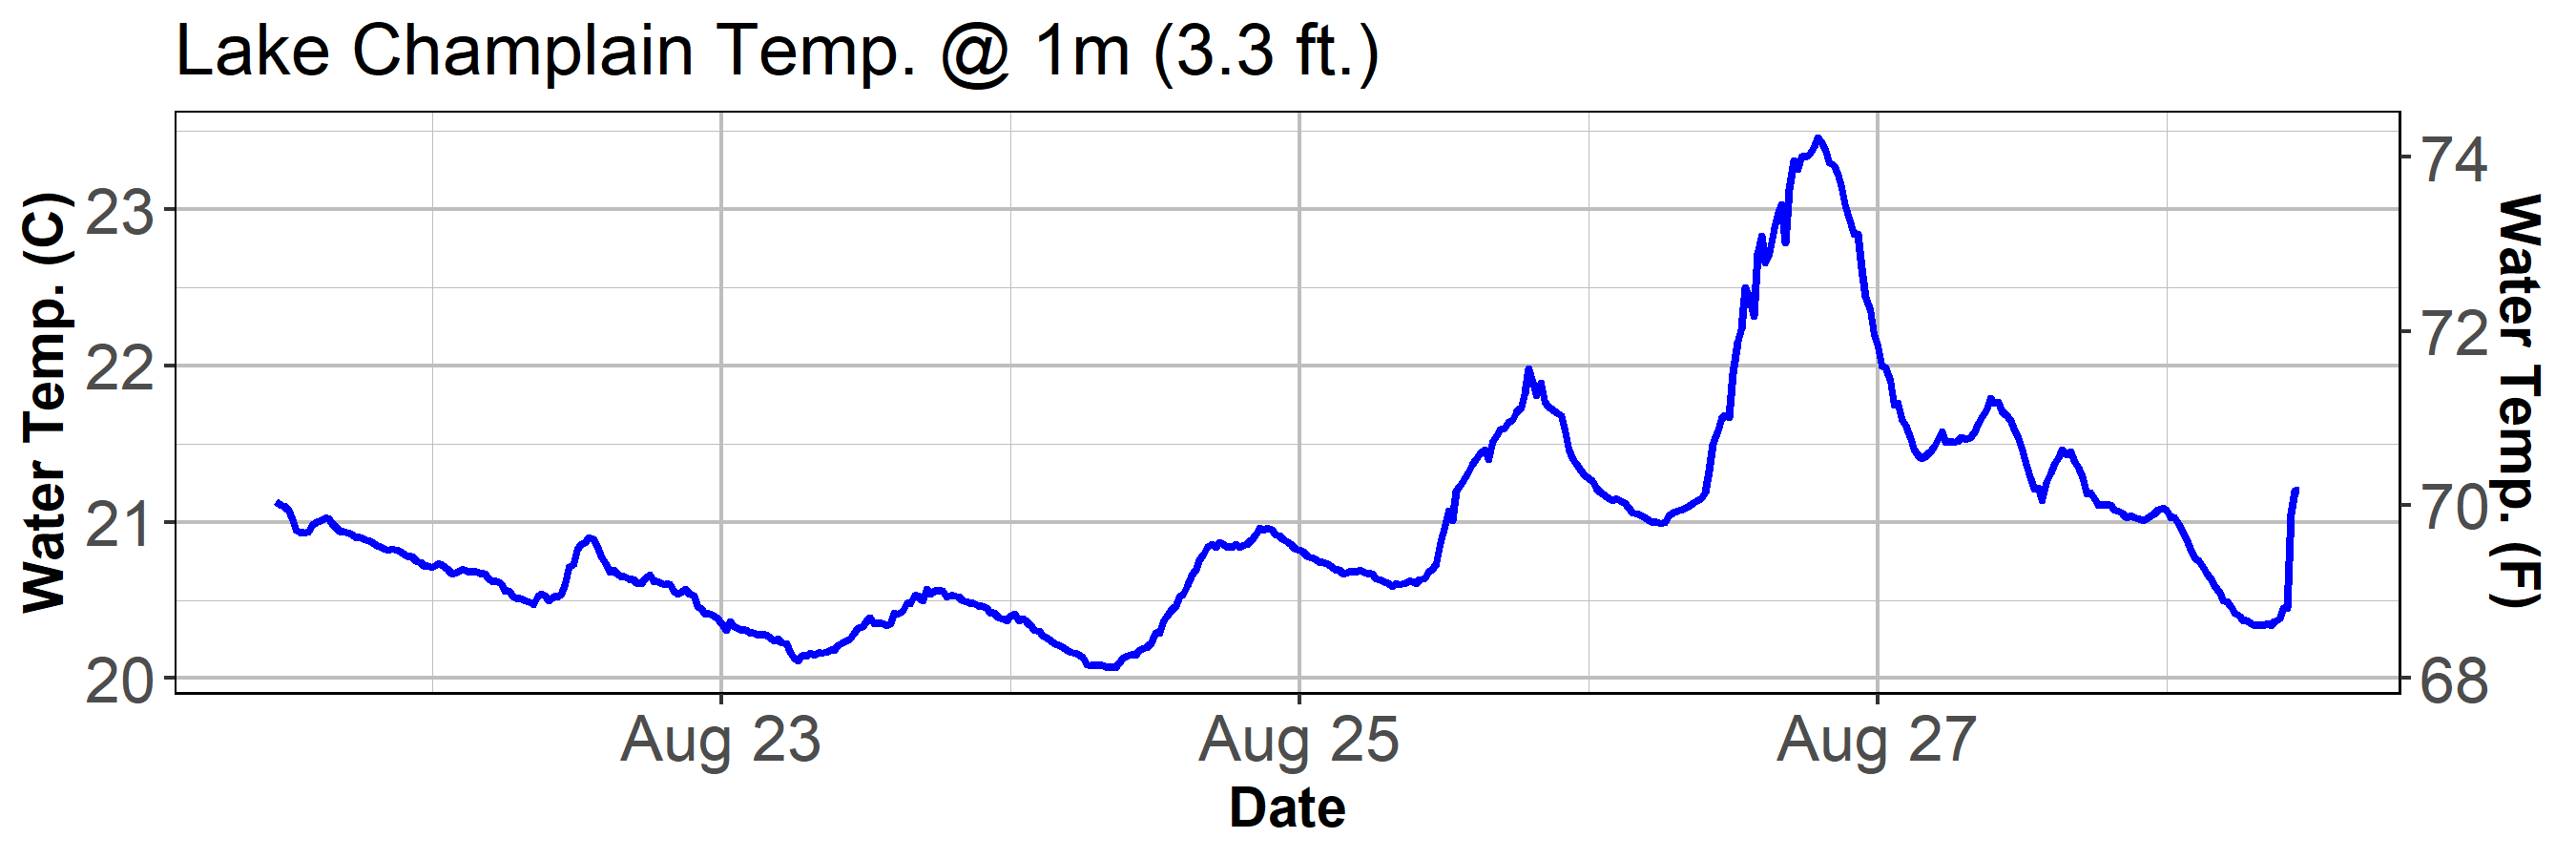 Lake Champlain Temp. @ 1m (3.3 ft.)
Water Temp. (C)
23
22
21
20
74
72
70
68
Water Temp. (F)
Aug 23
Aug 25
Aug 27
Date